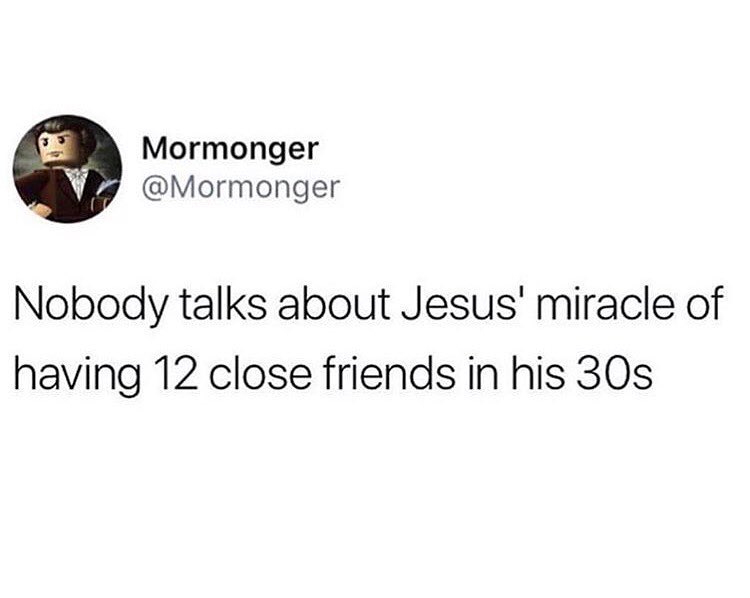 Mormonger
@Mormonger
Nobody talks about Jesus' miracle of
having 12 close friends in his 30s